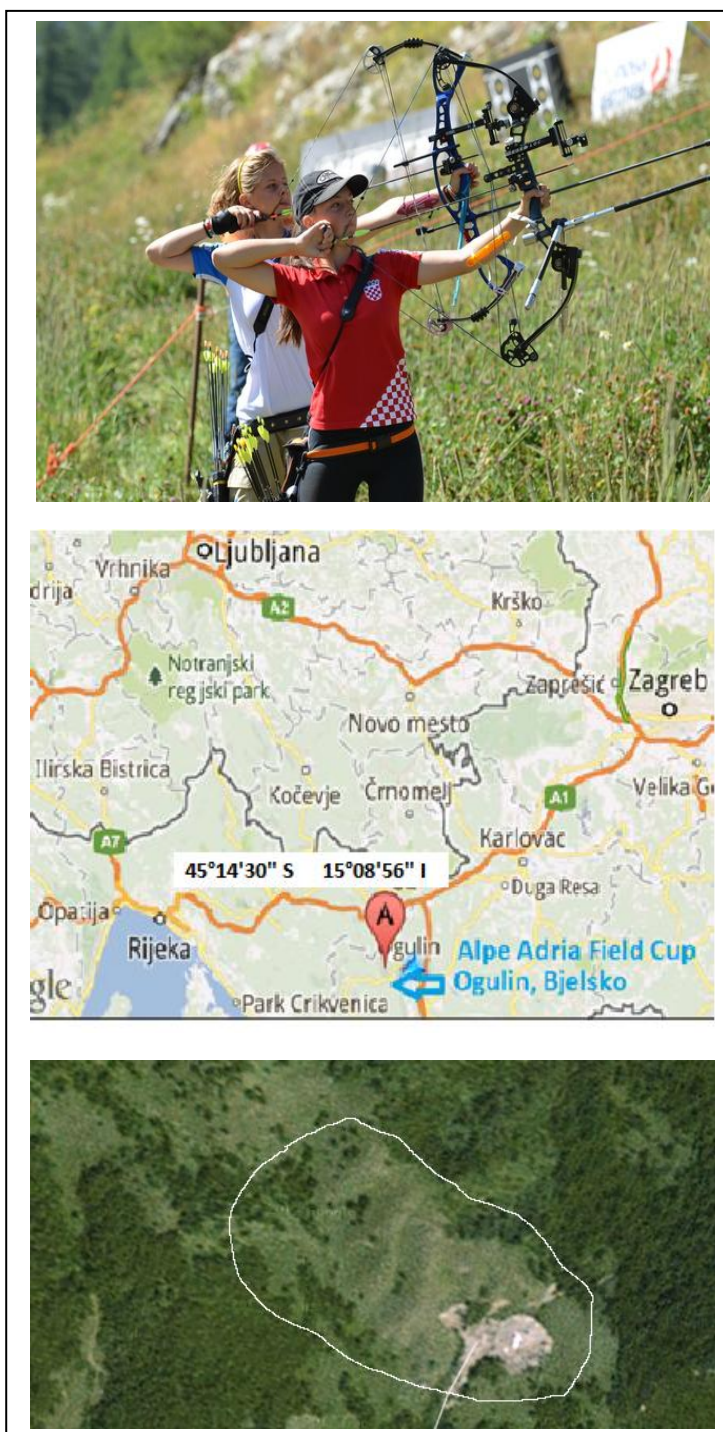 Ljubljana
Vrhnika
drija
A2
Krško
Notranjski
reg jski park
Zaprešić
Zagreb
Novo mesto
Ilirska Bistrica
Kočevje
Črnomelj
A1
Velika G
A7
Karlovac
45°14'30" S 15°08'56" I
Duga Resa
Opatija
A
Rijeka
gulin
Alpe Adria Field Cup
Ogulin, Bjelsko
gle
Park Crikvenica